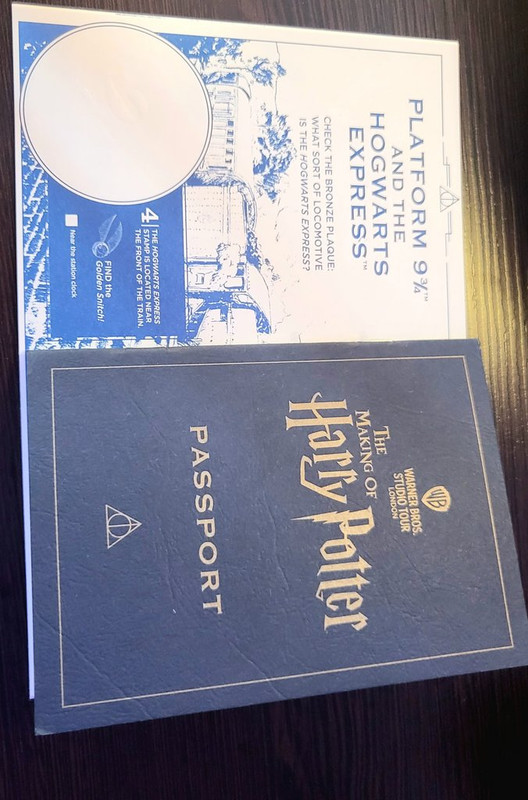 PLATFORM 9¾™
AND THE
HOGWARTS
EXPRESS™
CHECK THE BRONZE PLAQUE:
WHAT SORT OF LOCOMOTIVE
IS THE HOGWARTS EXPRESS?
4. THE HOGWARTS EXPRESS
STAMP IS LOCATED NEAR
THE FRONT OF THE TRAIN.
FIND the
Golden Snitch!
Near the station clock
WB
WARNER BROS.
STUDIO TOUR
LONDON
THE
MAKING OF
Harry Potter
PASSPORT